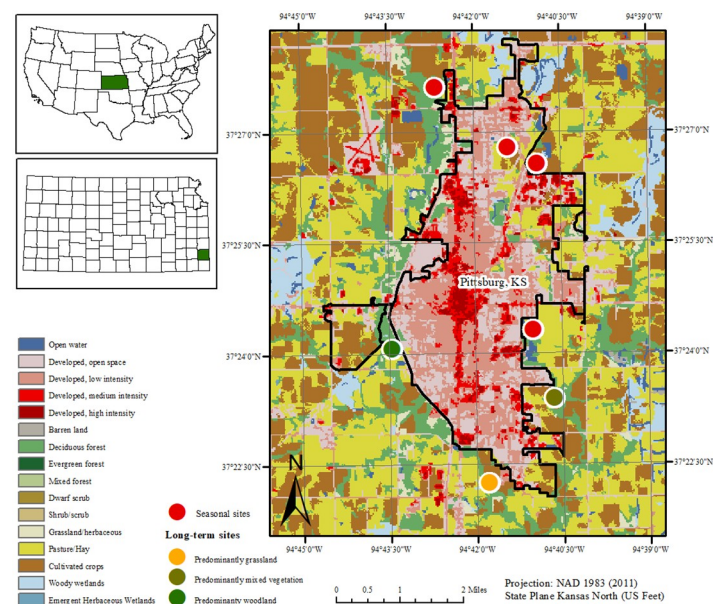 94°45'0"W 94°43'30"W 94°42'0"W 94°40'30"W 94°39'0"W
37°27'0"N 37°27'0"N
37°25'30"N 37°25'30"N
Pittsburg, KS
37°24'0"N 37°24'0"N
37°22'30"N 37°22'30"N
94°45'0"W 94°43'30"W 94°42'0"W 94°40'30"W 94°39'0"W
Open water
Developed, open space
Developed, low intensity
Developed, medium intensity
Developed, high intensity
Barren land
Deciduous forest
Evergreen forest
Mixed forest
Dwarf scrub
Shrub/scrub
Grassland/herbaceous
Pasture/Hay
Cultivated crops
Woody wetlands
Emergent Herbaceous Wetlands
N
Seasonal sites
Long-term sites
Predominantly grassland
Predominantly mixed vegetation
Predominanty woodland
0 0.5 1 2 Miles
Projection: NAD 1983 (2011)
State Plane Kansas North (US Feet)